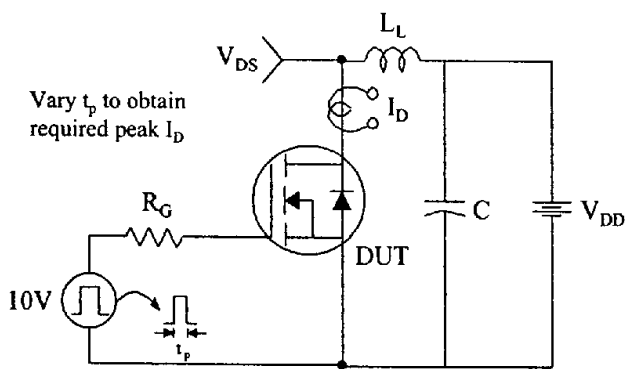 L_L
V_DS
Vary t_p to obtain
required peak I_D
I_D
R_G
C
V_DD
DUT
10V
t_p